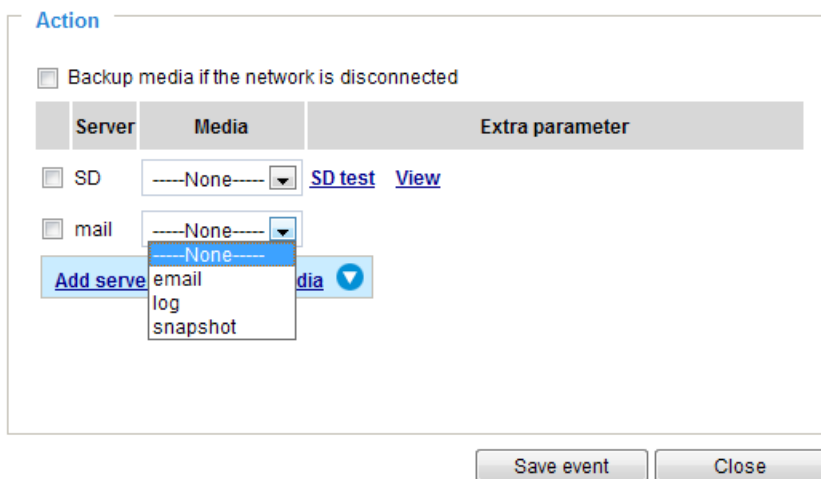 Action
Backup media if the network is disconnected
Server Media Extra parameter
SD -----None----- SD test View
mail -----None-----
-----None-----
Add serve dia
email
log
snapshot
Save event Close